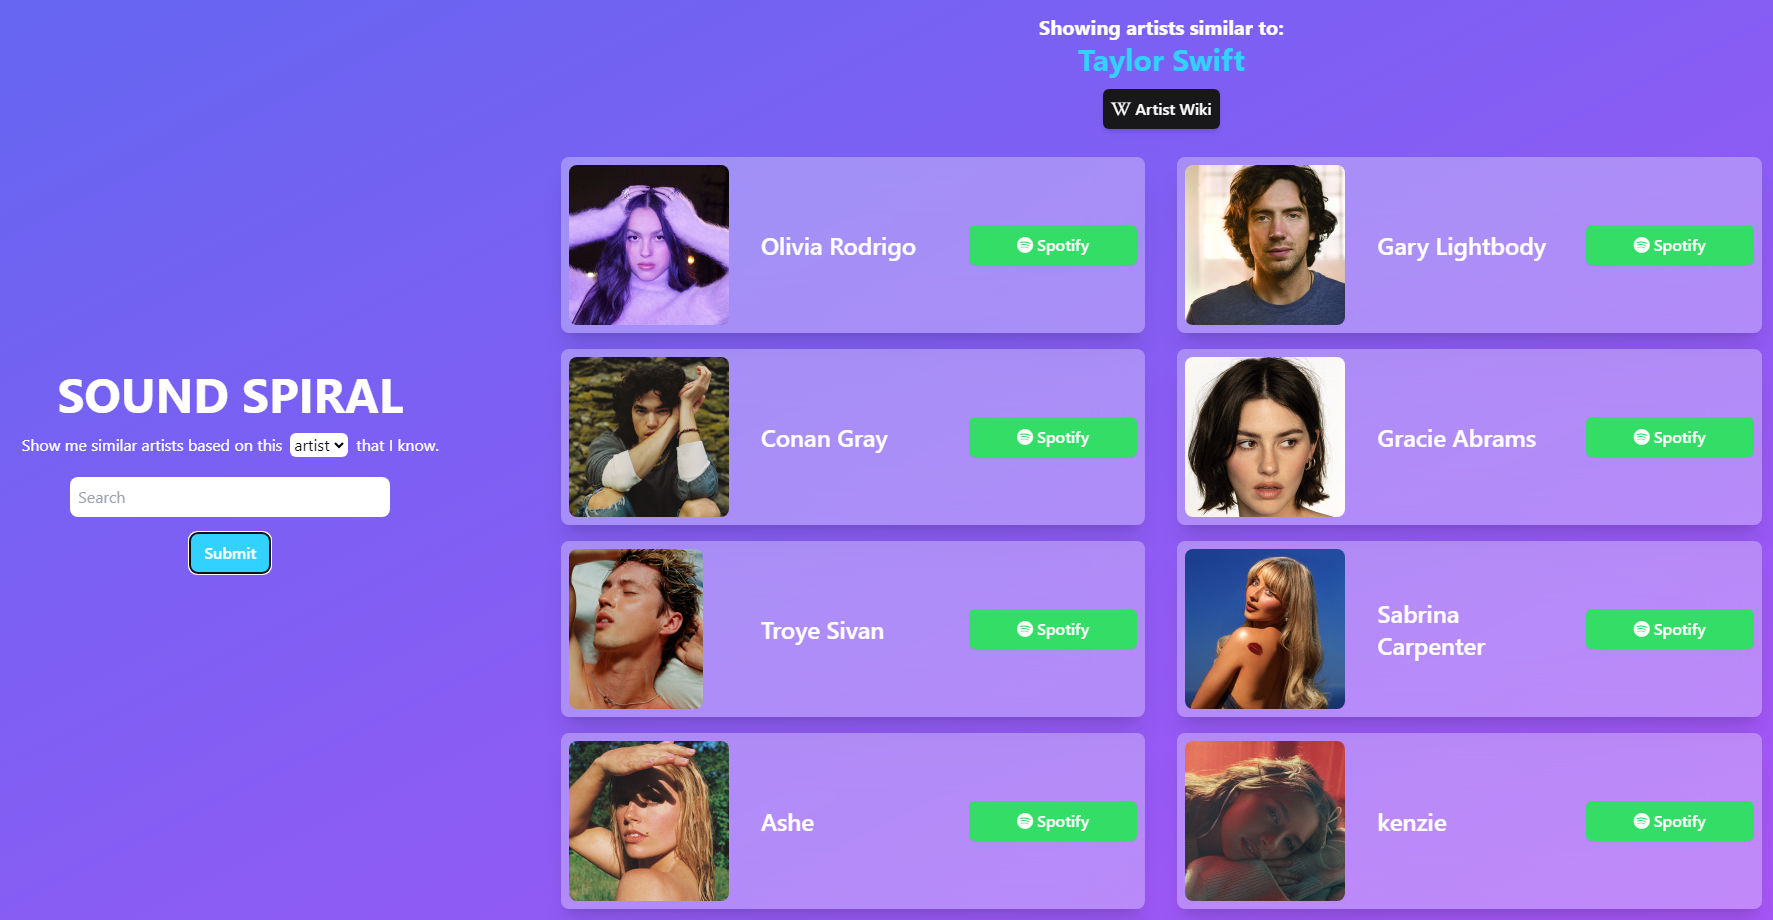 SOUND SPIRAL
Show me similar artists based on this artist that I know.
Search
Submit
Showing artists similar to:
Taylor Swift
W Artist Wiki
Olivia Rodrigo
Spotify
Gary Lightbody
Spotify
Conan Gray
Spotify
Gracie Abrams
Spotify
Troye Sivan
Spotify
Sabrina
Carpenter
Spotify
Ashe
Spotify
kenzie
Spotify